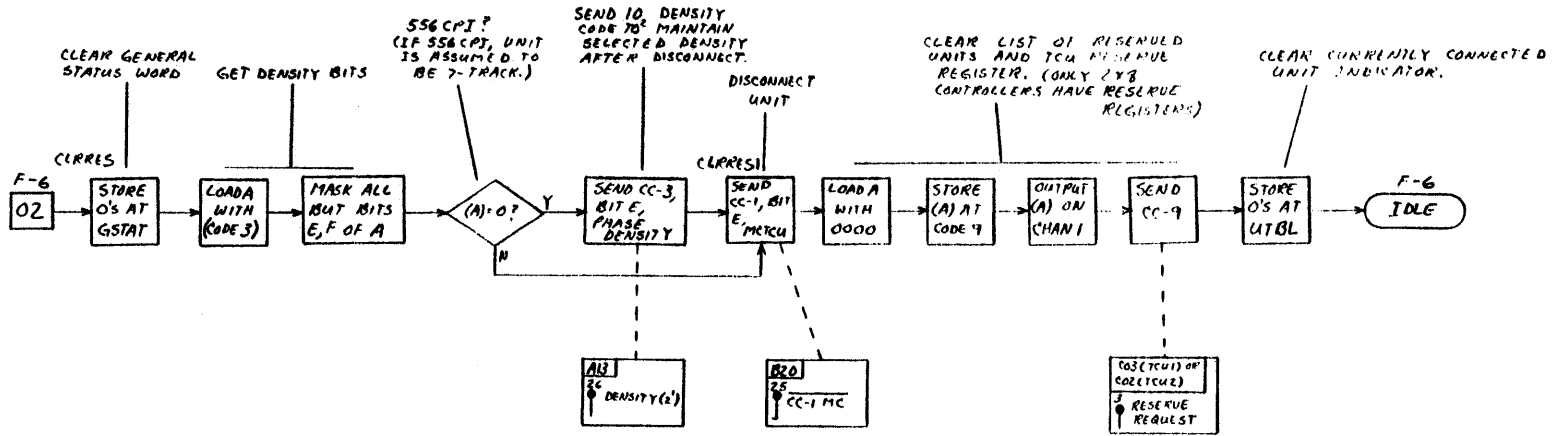 CLEAR GENERAL
STATUS WORD
GET DENSITY BITS
556 CPI?
(IF 556 CPI, UNIT
IS ASSUMED TO
BE 7-TRACK.)
SEND 10₂ DENSITY
CODE TO MAINTAIN
SELECTED DENSITY
AFTER DISCONNECT.
DISCONNECT
UNIT
CLEAR LIST OF RESERVED
UNITS AND TCU RESERVE
REGISTER. (ONLY 2X8
CONTROLLERS HAVE RESERVE
REGISTERS)
CLEAR CURRENTLY CONNECTED
UNIT INDICATOR.
F-6
02
CLRRES
STORE
0'S AT
GSTAT
LOAD A
WITH
(CODE 3)
MASK ALL
BUT BITS
E, F OF A
(A)=0?
Y
N
SEND CC-3,
BIT E,
PHASE
DENSITY
CLRRES1
SEND
CC-1, BIT
E,
MCTCU
LOAD A
WITH
0000
STORE
(A) AT
CODE 9
OUTPUT
(A) ON
CHAN 1
SEND
CC-9
STORE
0'S AT
UTBL
F-6
IDLE
A13
26
DENSITY (2¹)
B20
25
CC-1 MC
C03 (TCU1) OR
C02 (TCU2)
3
RESERVE
REQUEST